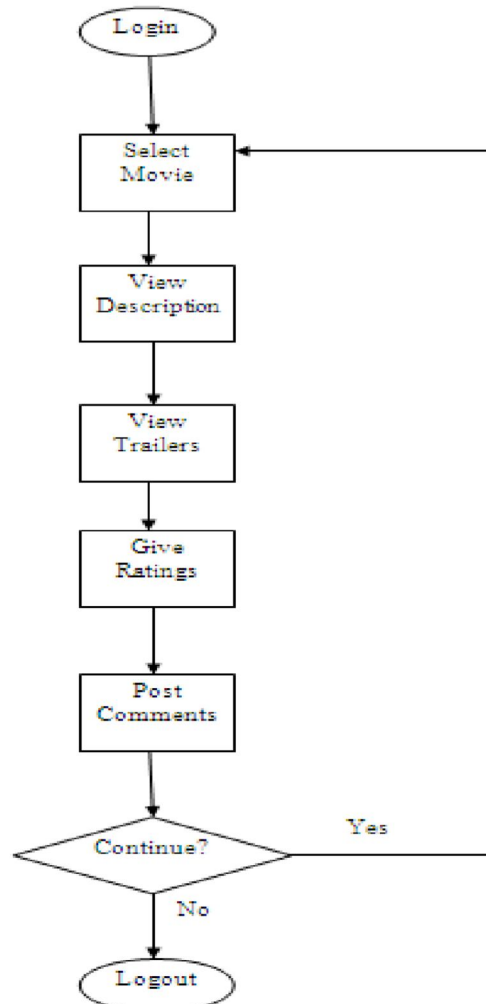 Login
Select
Movie
View
Description
View
Trailers
Give
Ratings
Post
Comments
Continue?
Yes
No
Logout